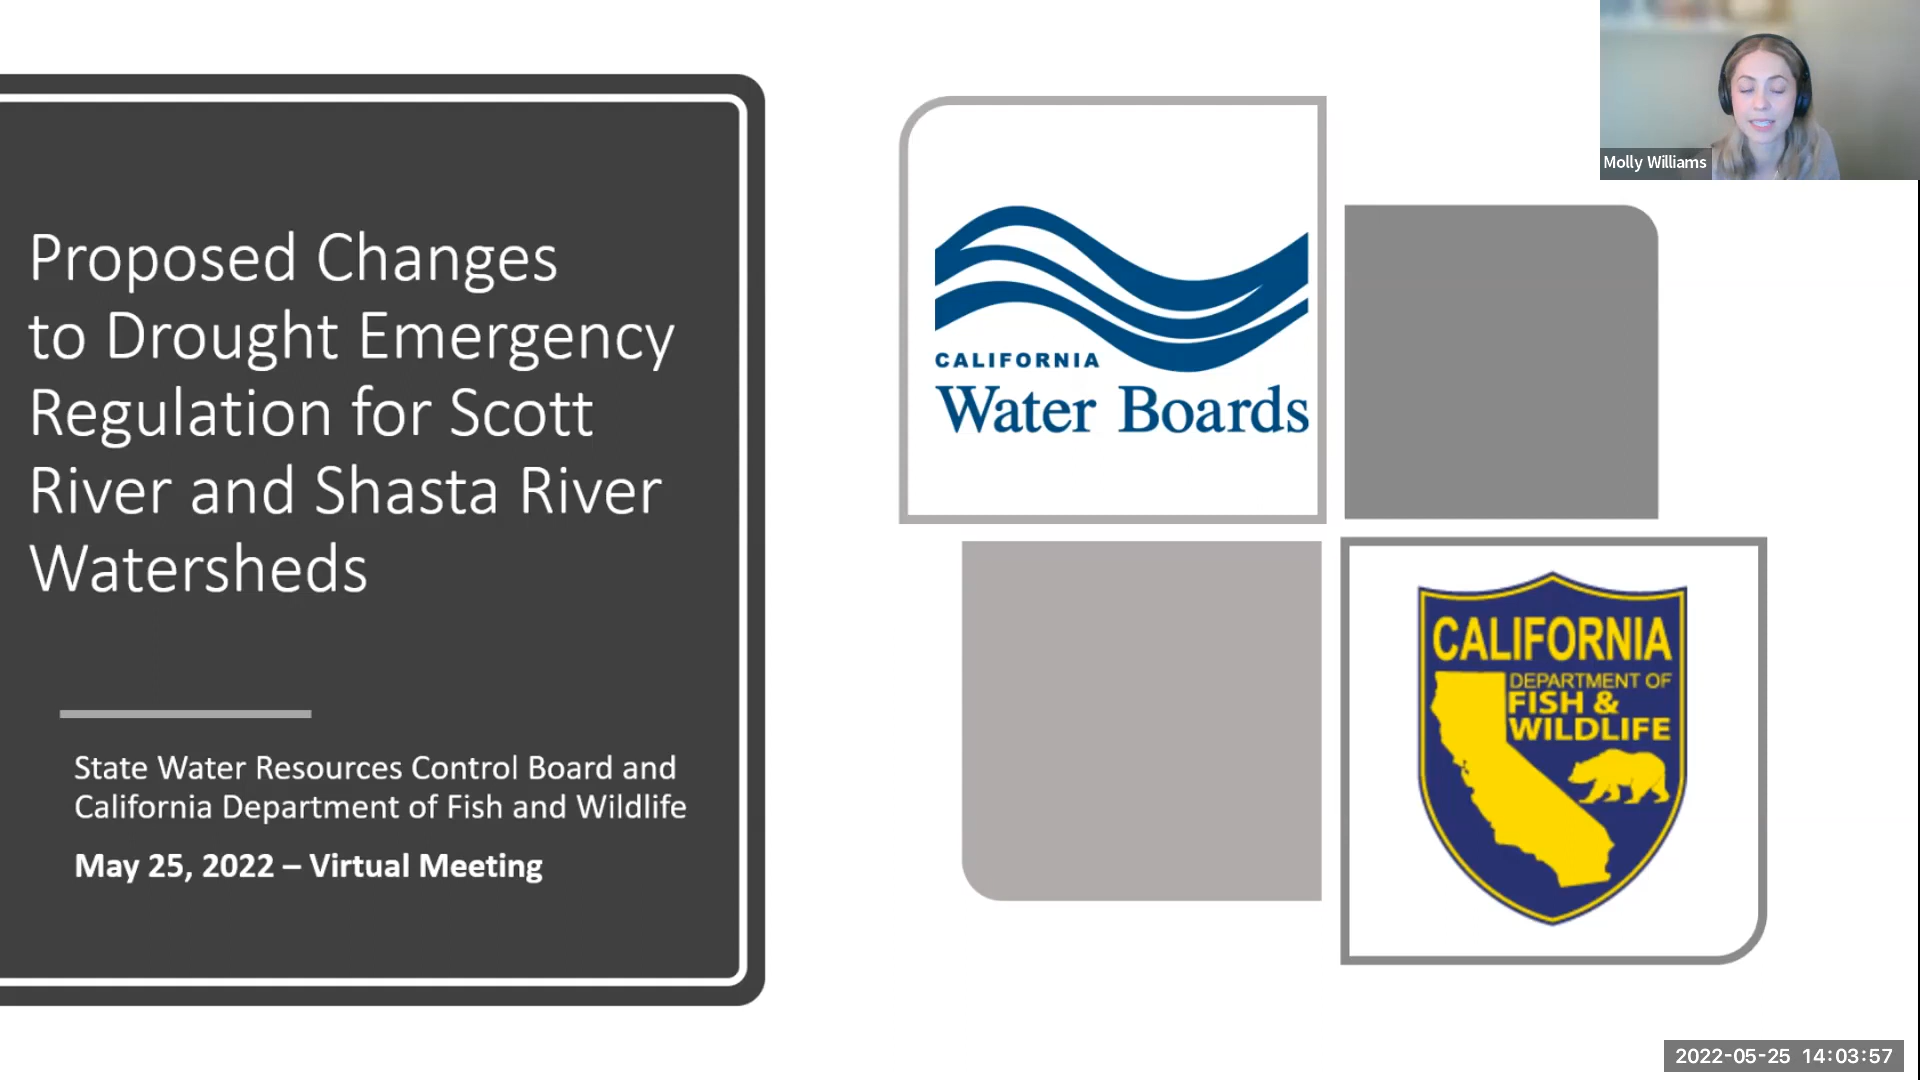 Proposed Changes
to Drought Emergency
Regulation for Scott
River and Shasta River
Watersheds
State Water Resources Control Board and
California Department of Fish and Wildlife
May 25, 2022 – Virtual Meeting
CALIFORNIA
Water Boards
CALIFORNIA
DEPARTMENT OF
FISH &
WILDLIFE
Molly Williams
2022-05-25 14:03:57